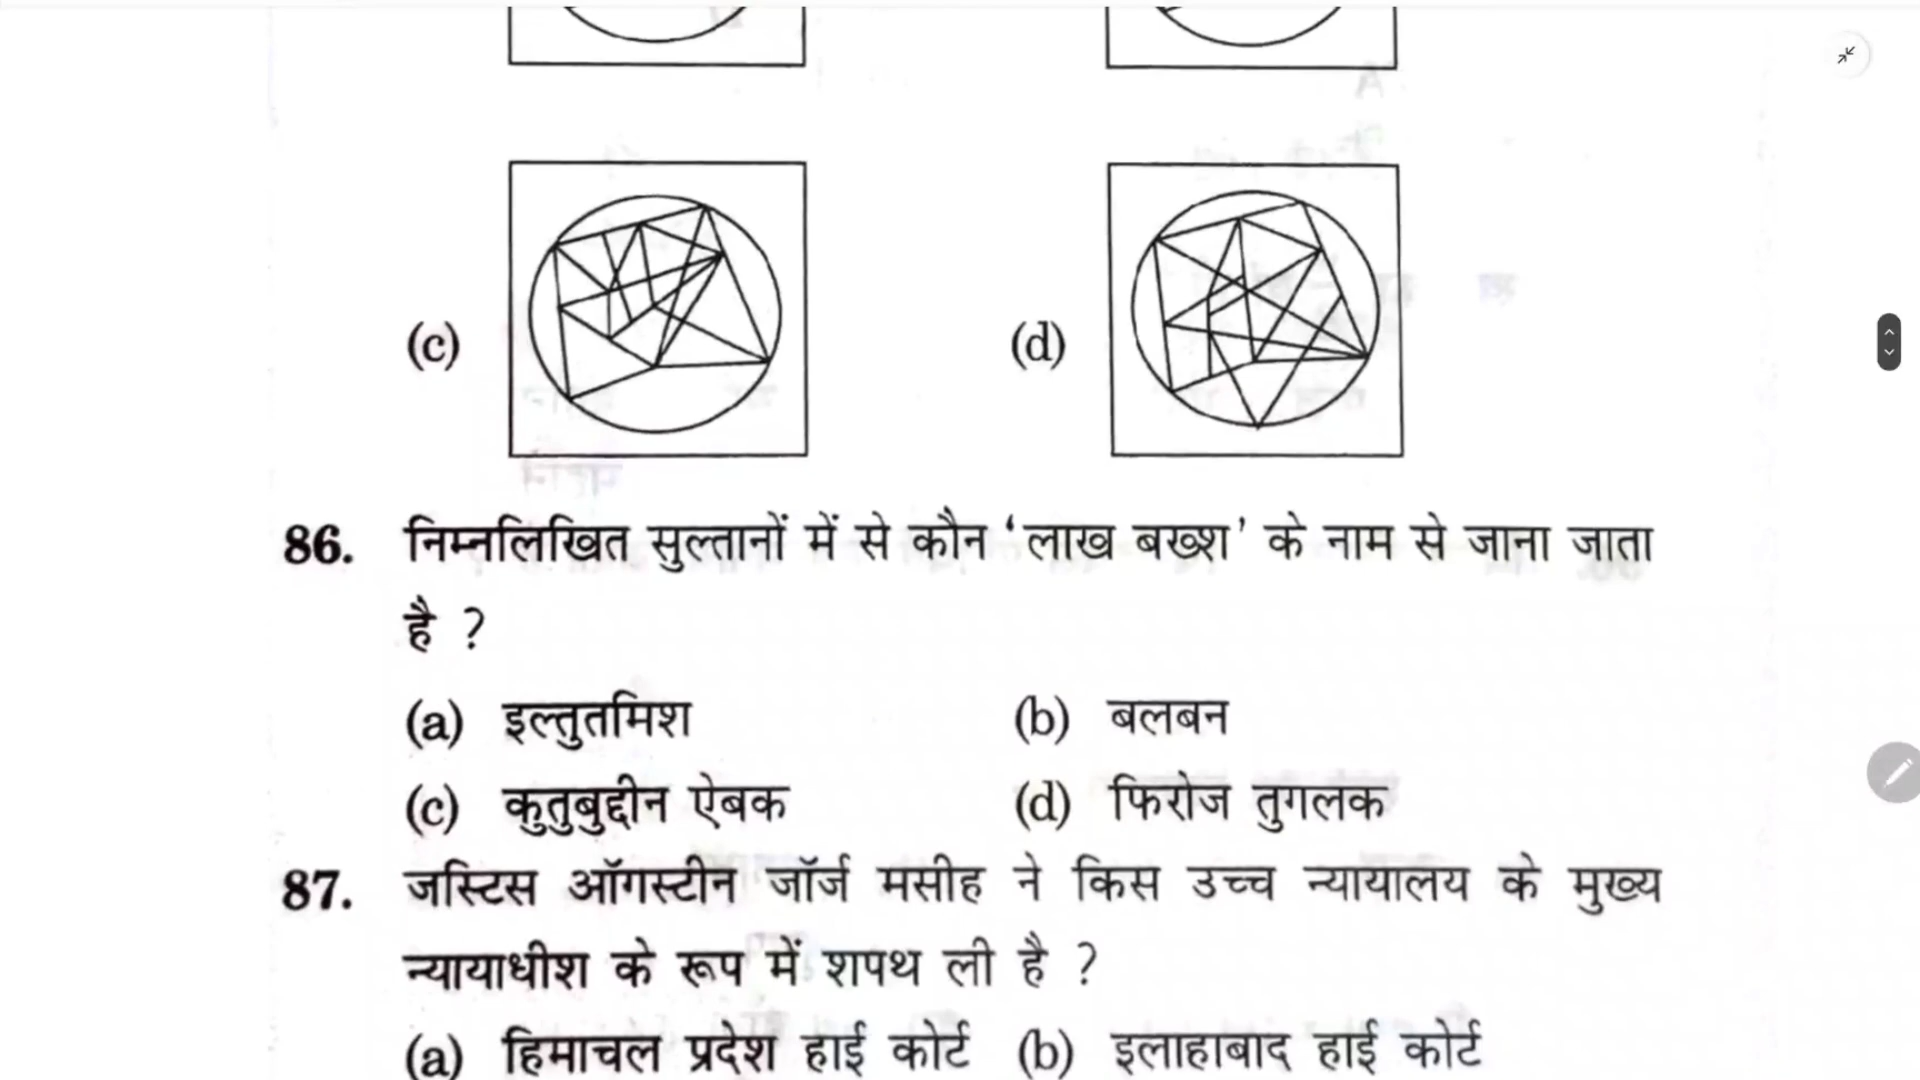 (c)
(d)
86. निम्नलिखित सुल्तानों में से कौन ‘लाख बख्श’ के नाम से जाना जाता
है ?
(a) इल्तुतमिश (b) बलबन
(c) कुतुबुद्दीन ऐबक (d) फिरोज तुगलक
87. जस्टिस ऑगस्टीन जॉर्ज मसीह ने किस उच्च न्यायालय के मुख्य
न्यायाधीश के रूप में शपथ ली है ?
(a) हिमाचल प्रदेश हाई कोर्ट (b) इलाहाबाद हाई कोर्ट